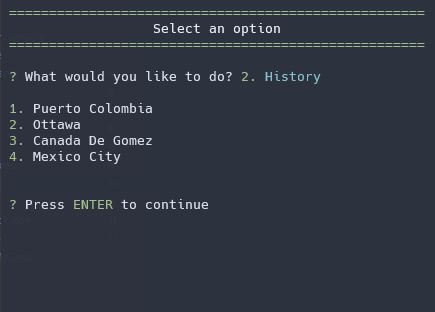 ====================================================
Select an option
====================================================
? What would you like to do? 2. History
1. Puerto Colombia
2. Ottawa
3. Canada De Gomez
4. Mexico City
? Press ENTER to continue